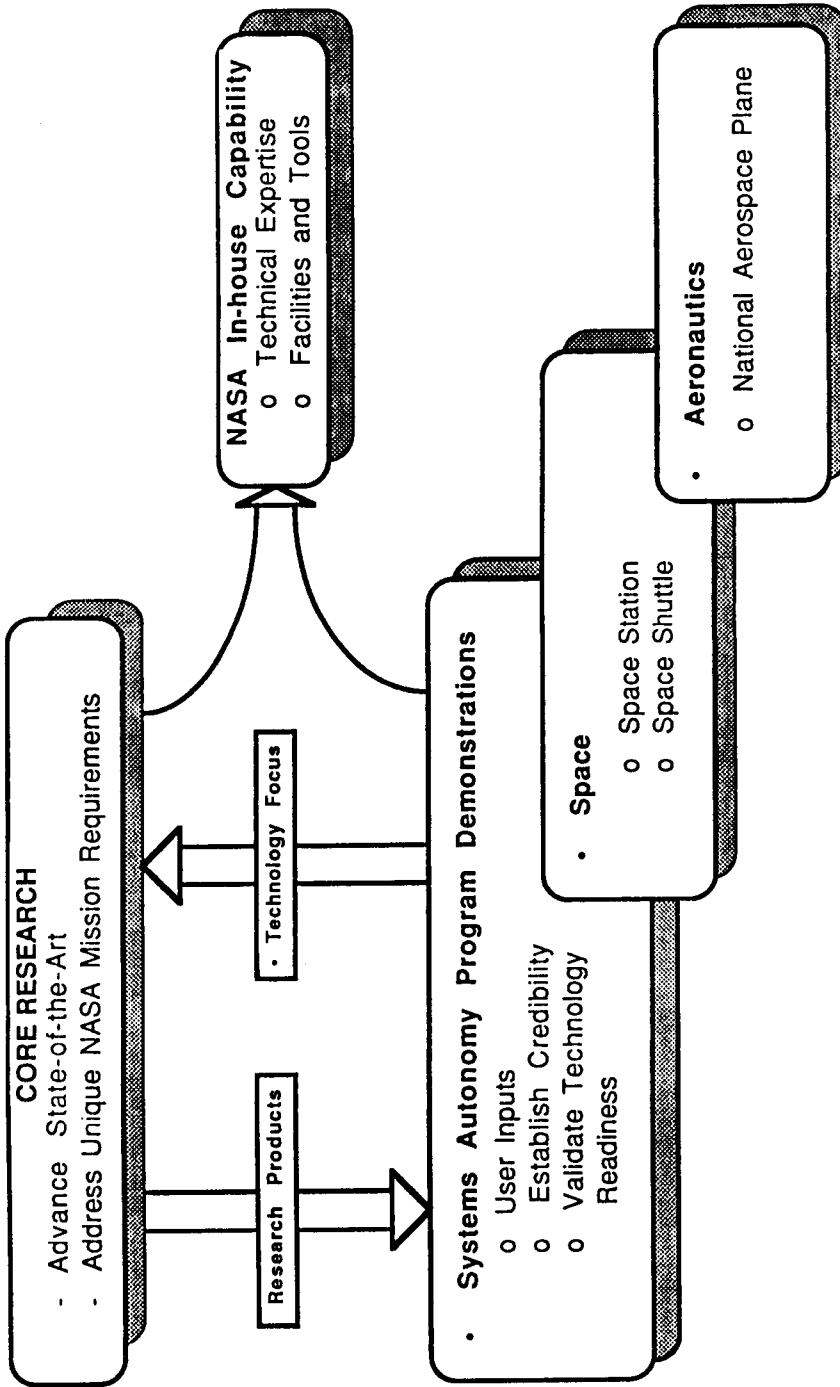 CORE RESEARCH
- Advance State-of-the-Art
- Address Unique NASA Mission Requirements
Research Products
• Technology Focus
NASA In-house Capability
o Technical Expertise
o Facilities and Tools
• Systems Autonomy Program Demonstrations
o User Inputs
o Establish Credibility
o Validate Technology
Readiness
• Space
o Space Station
o Space Shuttle
• Aeronautics
o National Aerospace Plane